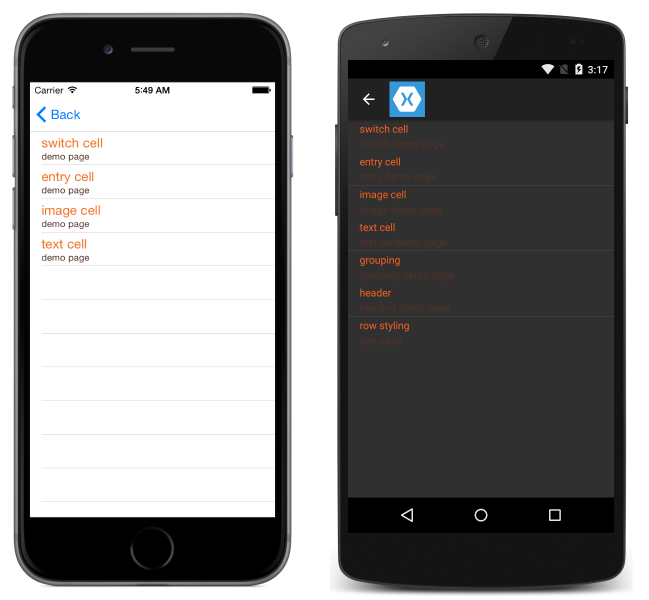 Carrier
5:49 AM
Back
switch cell
demo page
entry cell
demo page
image cell
demo page
text cell
demo page
3:17
switch cell
switch demo page
entry cell
entry demo page
image cell
image demo page
text cell
text cell demo page
grouping
grouping demo page
header
heading demo page
row styling
row page